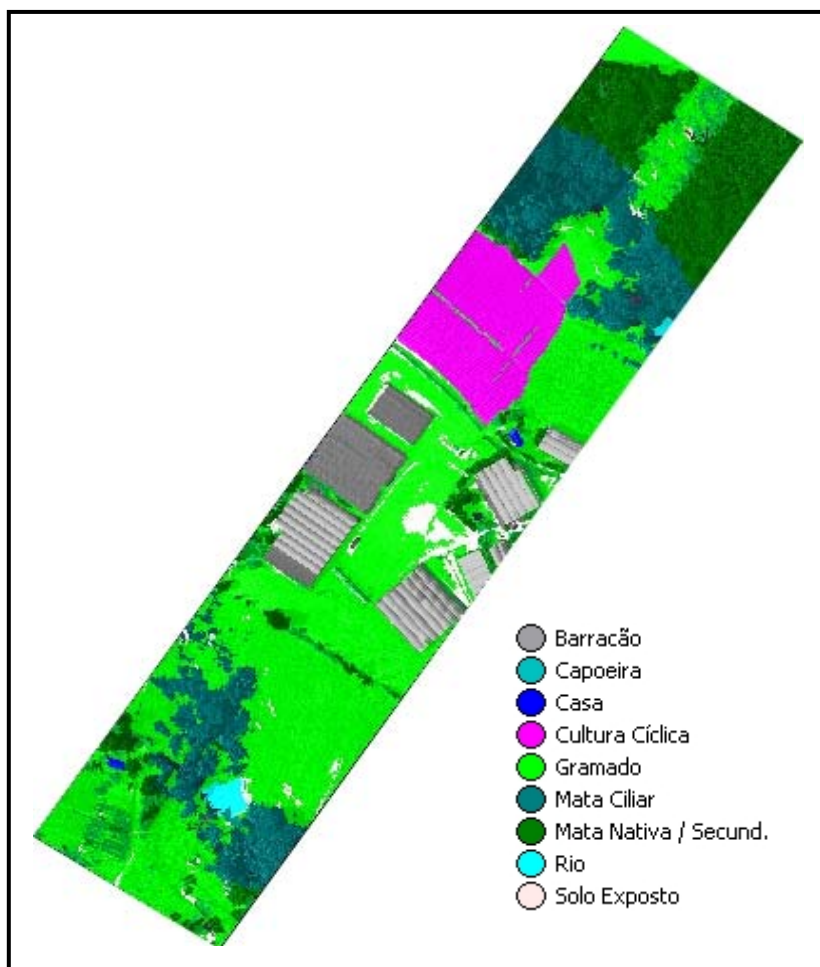 Barracão
Capoeira
Casa
Cultura Cíclica
Gramado
Mata Ciliar
Mata Nativa / Secund.
Rio
Solo Exposto